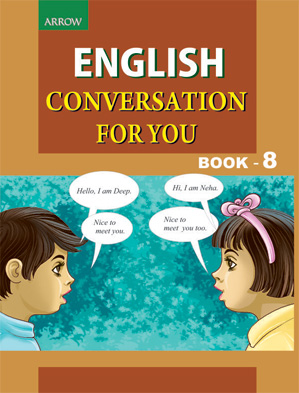 ARROW
ENGLISH
CONVERSATION
FOR YOU
BOOK - 8
Hello, I am Deep.
Hi, I am Neha.
Nice to
meet you.
Nice to
meet you too.